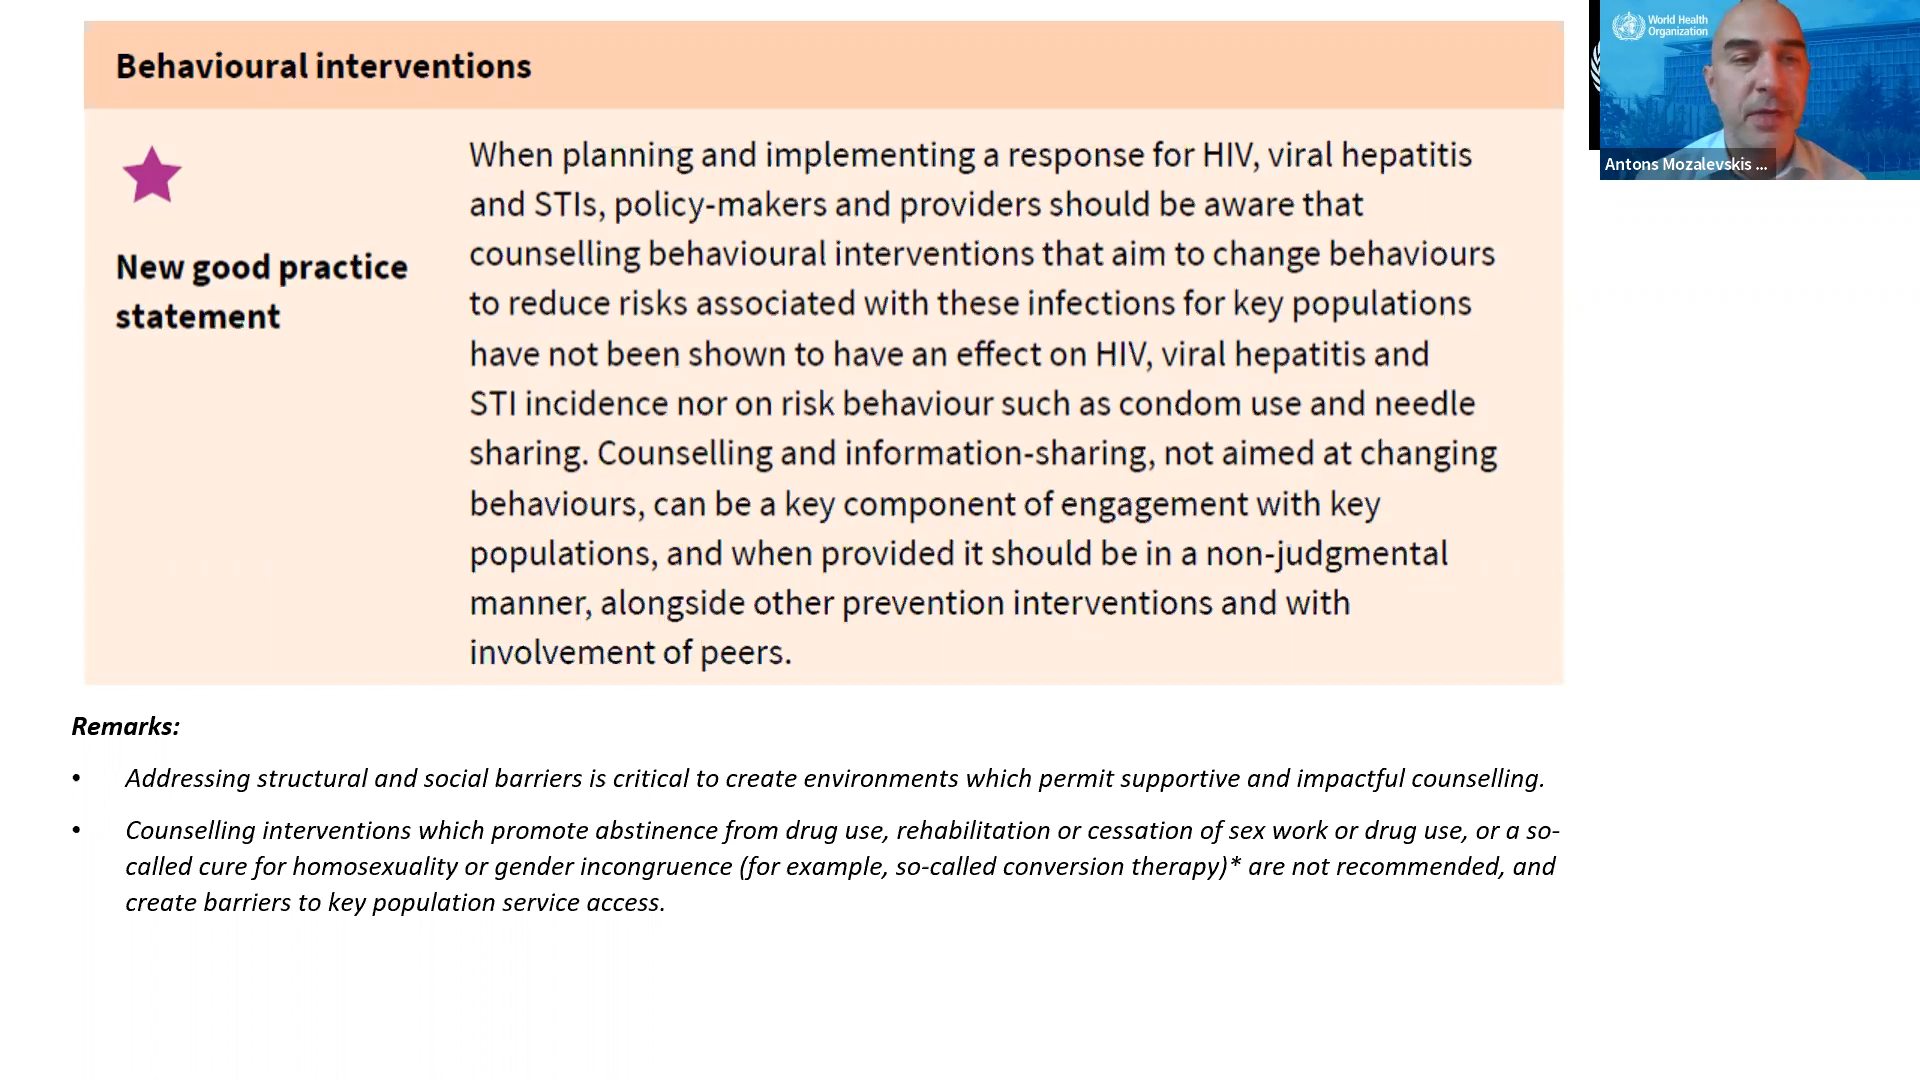 Behavioural interventions
New good practice
statement
When planning and implementing a response for HIV, viral hepatitis
and STIs, policy-makers and providers should be aware that
counselling behavioural interventions that aim to change behaviours
to reduce risks associated with these infections for key populations
have not been shown to have an effect on HIV, viral hepatitis and
STI incidence nor on risk behaviour such as condom use and needle
sharing. Counselling and information-sharing, not aimed at changing
behaviours, can be a key component of engagement with key
populations, and when provided it should be in a non-judgmental
manner, alongside other prevention interventions and with
involvement of peers.
Remarks:
• Addressing structural and social barriers is critical to create environments which permit supportive and impactful counselling.
• Counselling interventions which promote abstinence from drug use, rehabilitation or cessation of sex work or drug use, or a so-
called cure for homosexuality or gender incongruence (for example, so-called conversion therapy)* are not recommended, and
create barriers to key population service access.
World Health
Organization
Antons Mozalevskis ...